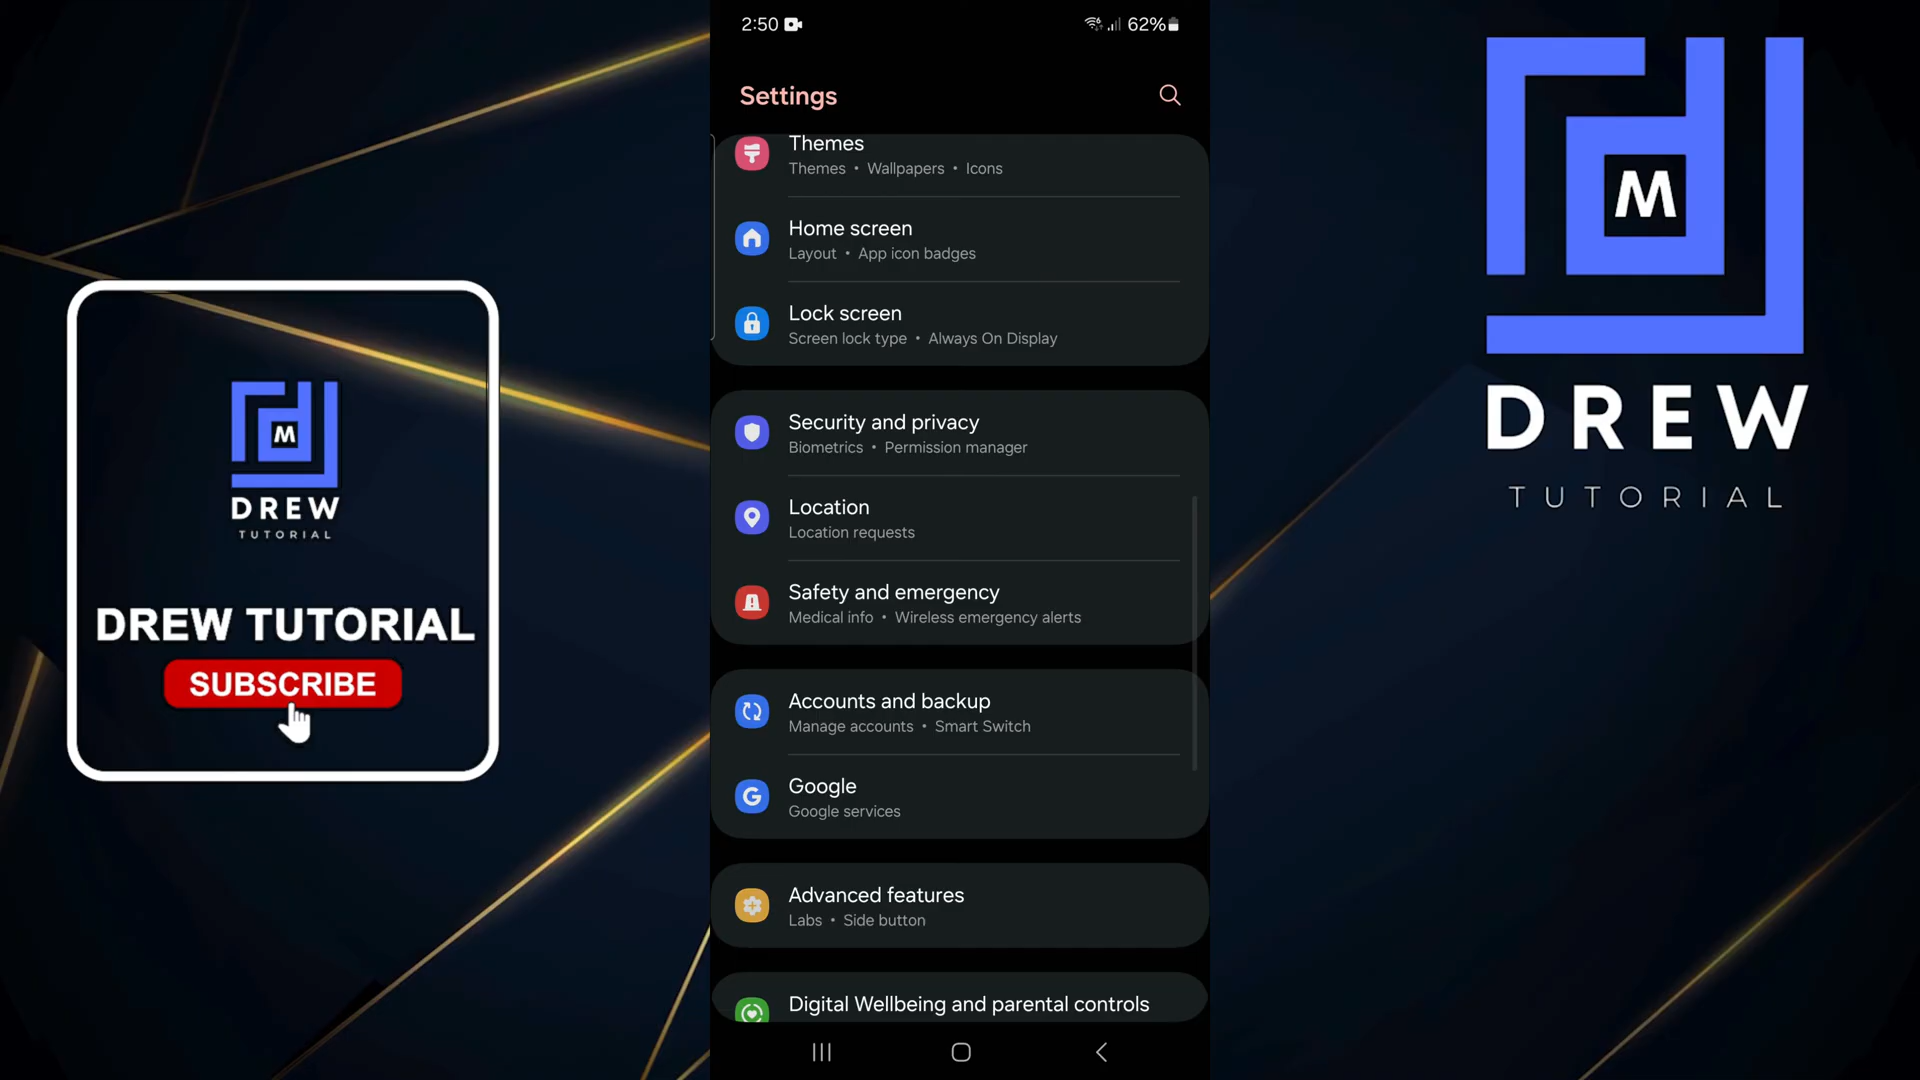 2:50
62%
Settings
Themes
Themes • Wallpapers • Icons
Home screen
Layout • App icon badges
Lock screen
Screen lock type • Always On Display
Security and privacy
Biometrics • Permission manager
Location
Location requests
Safety and emergency
Medical info • Wireless emergency alerts
Accounts and backup
Manage accounts • Smart Switch
G
Google
Google services
Advanced features
Labs • Side button
Digital Wellbeing and parental controls
M
DREW
TUTORIAL
DREW TUTORIAL
SUBSCRIBE
M
DREW
TUTORIAL